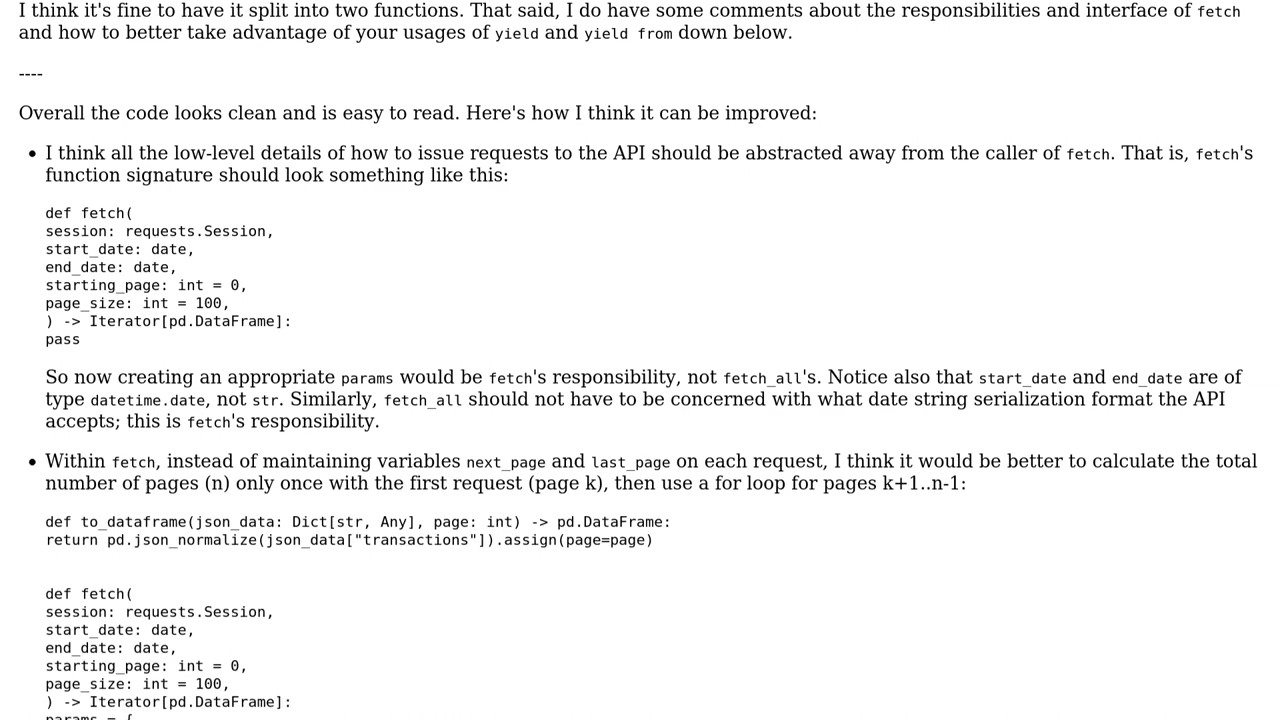 I think it's fine to have it split into two functions. That said, I do have some comments about the responsibilities and interface of fetch
and how to better take advantage of your usages of yield and yield from down below.
----
Overall the code looks clean and is easy to read. Here's how I think it can be improved:
• I think all the low-level details of how to issue requests to the API should be abstracted away from the caller of fetch. That is, fetch's
function signature should look something like this:
def fetch(
session: requests.Session,
start_date: date,
end_date: date,
starting_page: int = 0,
page_size: int = 100,
) -> Iterator[pd.DataFrame]:
pass
So now creating an appropriate params would be fetch's responsibility, not fetch_all's. Notice also that start_date and end_date are of
type datetime.date, not str. Similarly, fetch_all should not have to be concerned with what date string serialization format the API
accepts; this is fetch's responsibility.
• Within fetch, instead of maintaining variables next_page and last_page on each request, I think it would be better to calculate the total
number of pages (n) only once with the first request (page k), then use a for loop for pages k+1..n-1:
def to_dataframe(json_data: Dict[str, Any], page: int) -> pd.DataFrame:
return pd.json_normalize(json_data["transactions"]).assign(page=page)
def fetch(
session: requests.Session,
start_date: date,
end_date: date,
starting_page: int = 0,
page_size: int = 100,
) -> Iterator[pd.DataFrame]:
params = {